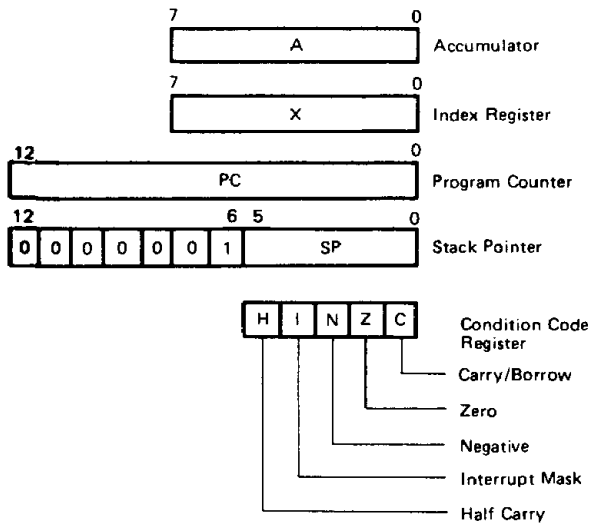 7 0
A Accumulator
7 0
X Index Register
12 0
PC Program Counter
12 6 5 0
0 0 0 0 0 0 1 SP Stack Pointer
H I N Z C Condition Code
Register
Carry/Borrow
Zero
Negative
Interrupt Mask
Half Carry